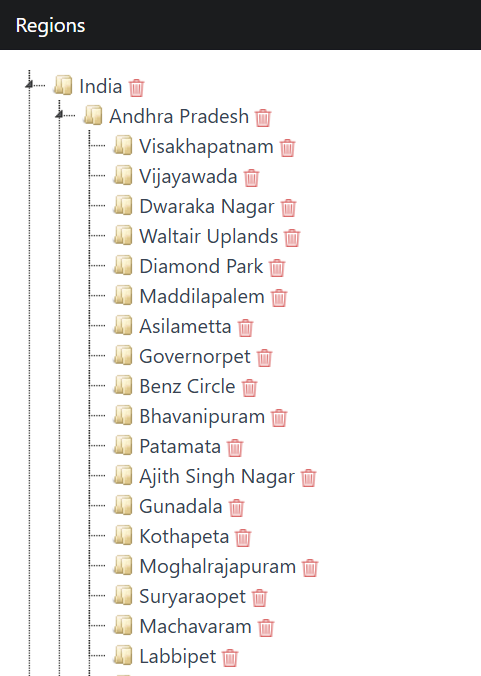 Regions
India
Andhra Pradesh
Visakhapatnam
Vijayawada
Dwaraka Nagar
Waltair Uplands
Diamond Park
Maddilapalem
Asilametta
Governorpet
Benz Circle
Bhavanipuram
Patamata
Ajith Singh Nagar
Gunadala
Kothapeta
Moghalrajapuram
Suryaraopet
Machavaram
Labbipet